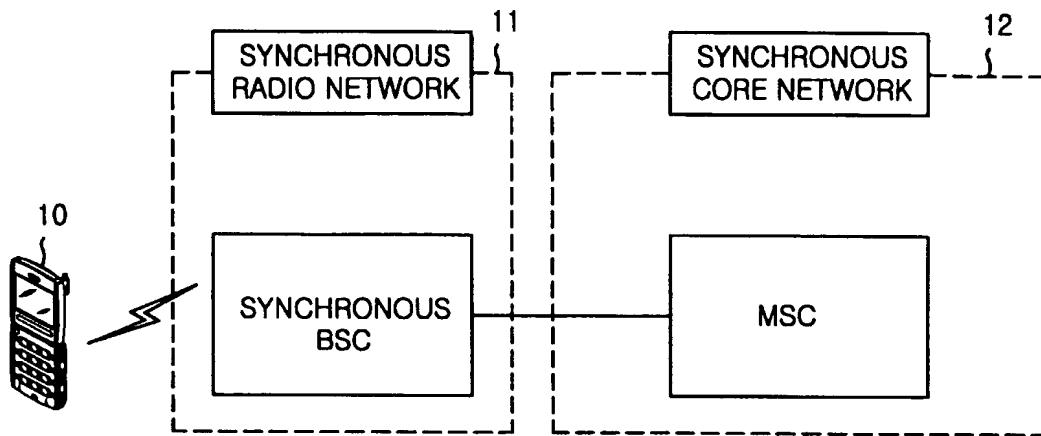 11
12
SYNCHRONOUS
RADIO NETWORK
SYNCHRONOUS
CORE NETWORK
10
SYNCHRONOUS
BSC
MSC